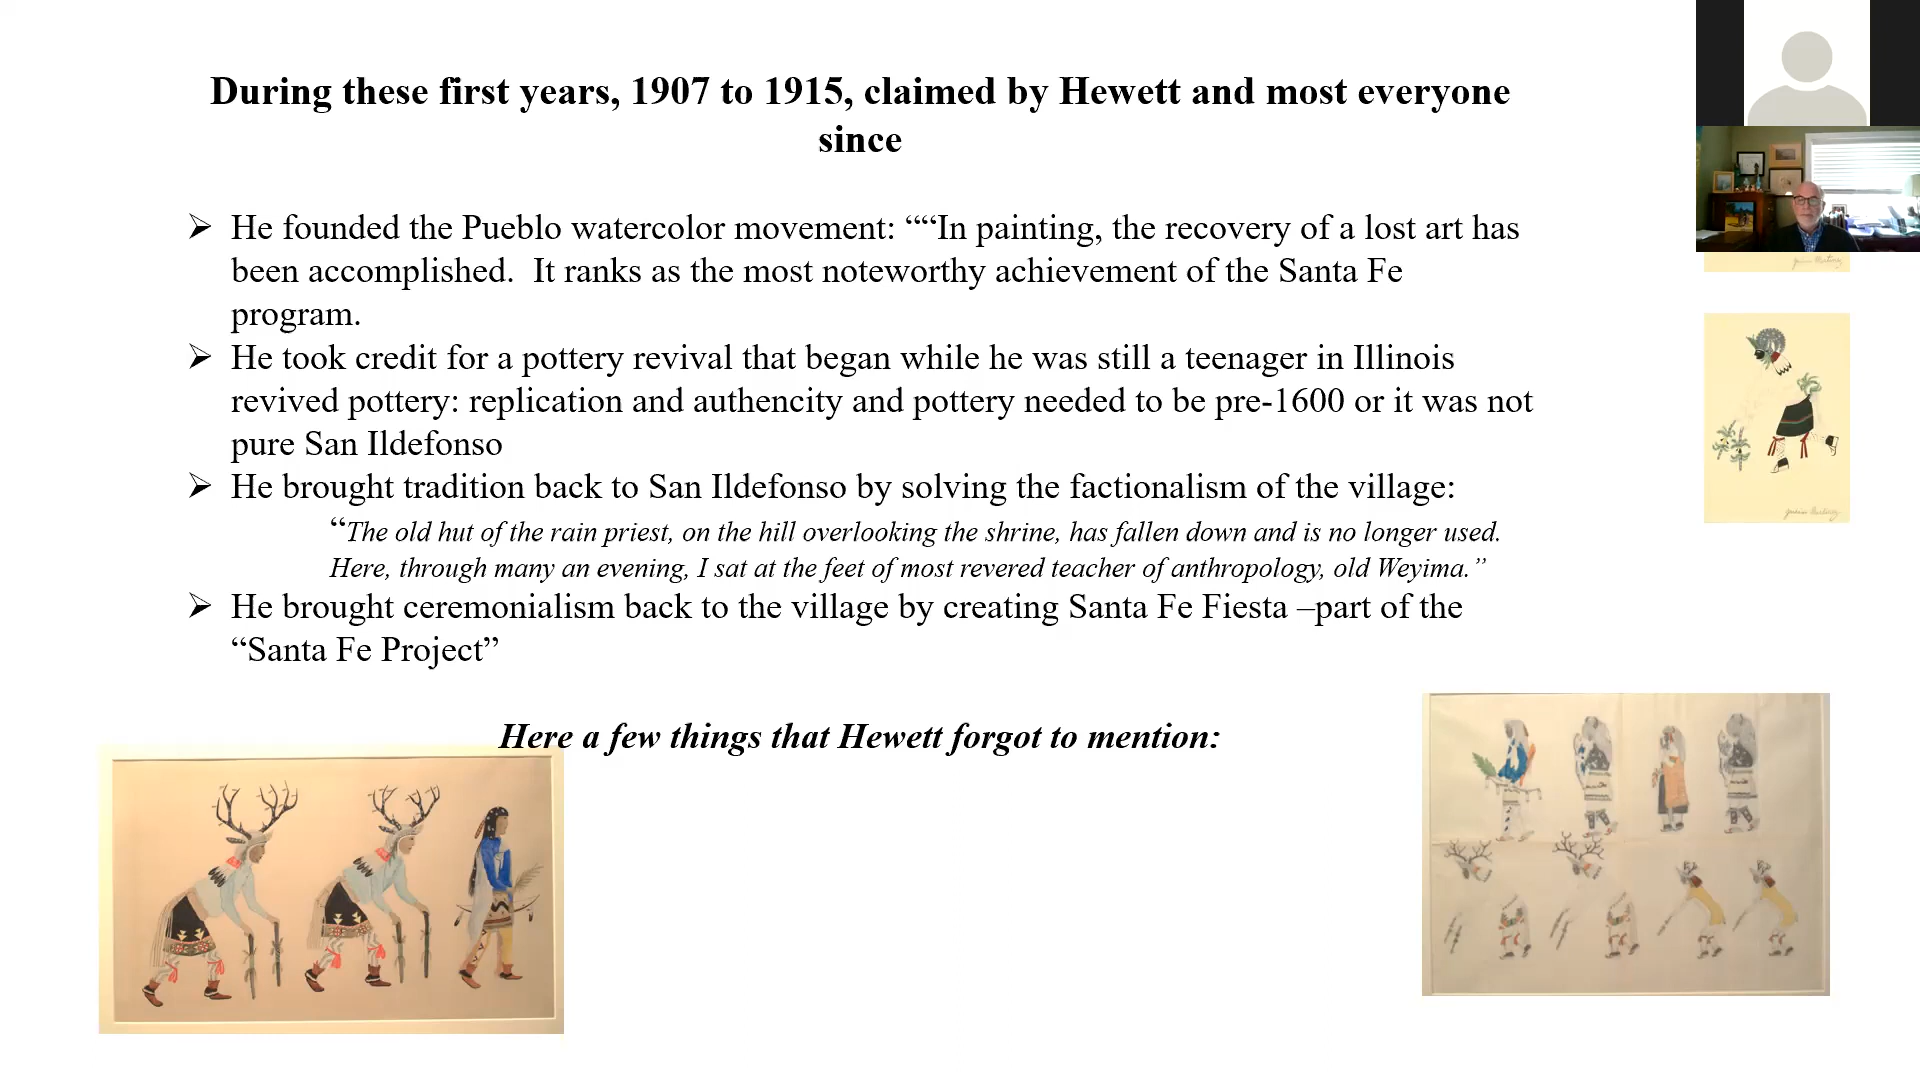 During these first years, 1907 to 1915, claimed by Hewett and most everyone
since
➢ He founded the Pueblo watercolor movement: ““In painting, the recovery of a lost art has
been accomplished.  It ranks as the most noteworthy achievement of the Santa Fe
program.
➢ He took credit for a pottery revival that began while he was still a teenager in Illinois
revived pottery: replication and authencity and pottery needed to be pre-1600 or it was not
pure San Ildefonso
➢ He brought tradition back to San Ildefonso by solving the factionalism of the village:
“The old hut of the rain priest, on the hill overlooking the shrine, has fallen down and is no longer used.
Here, through many an evening, I sat at the feet of most revered teacher of anthropology, old Weyima.”
➢ He brought ceremonialism back to the village by creating Santa Fe Fiesta –part of the
“Santa Fe Project”
Here a few things that Hewett forgot to mention: